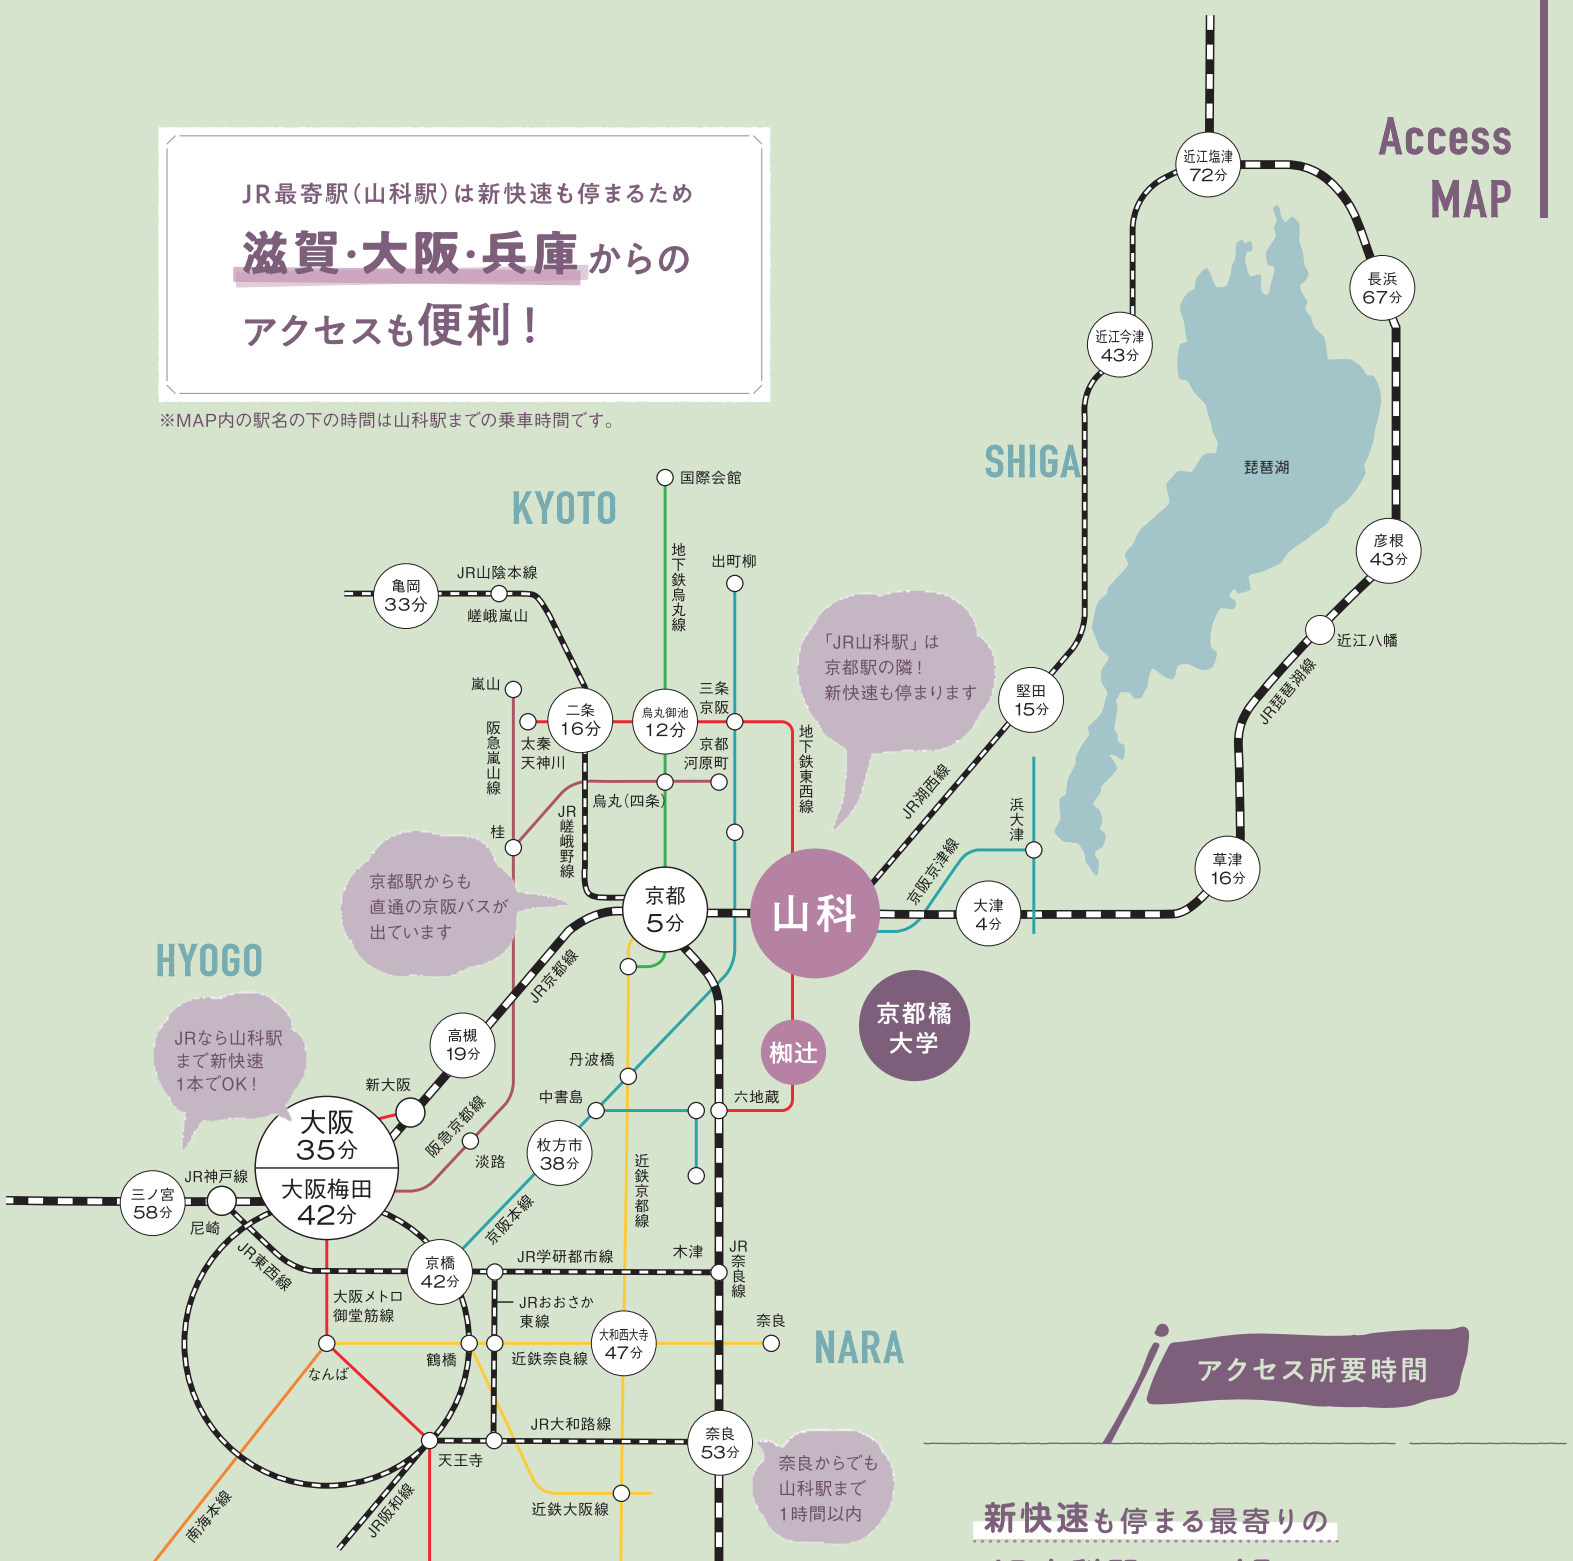 Access
MAP
JR最寄駅（山科駅）は新快速も停まるため
滋賀・大阪・兵庫からの
アクセスも便利！
※MAP内の駅名の下の時間は山科駅までの乗車時間です。
近江塩津
72分
長浜
67分
近江今津
43分
SHIGA
琵琶湖
KYOTO
国際会館
地下鉄烏丸線
出町柳
JR山陰本線
亀岡
33分
嵯峨嵐山
彦根
43分
近江八幡
JR琵琶湖線
「JR山科駅」は
京都駅の隣！
新快速も停まります
堅田
15分
嵐山
阪急嵐山線
太秦
天神川
二条
16分
烏丸御池
12分
三条
京阪
京都
河原町
地下鉄東西線
烏丸（四条）
JR嵯峨野線
桂
JR湖西線
浜大津
京阪京津線
草津
16分
京都駅からも
直通の京阪バスが
出ています
京都
5分
山科
大津
4分
HYOGO
JR京都線
京都橘
大学
椥辻
JRなら山科駅
まで新快速
1本でOK！
高槻
19分
新大阪
丹波橋
中書島
六地蔵
大阪
35分
大阪梅田
42分
阪急京都線
淡路
枚方市
38分
近鉄京都線
JR神戸線
三ノ宮
58分
尼崎
京阪本線
JR東西線
京橋
42分
JR学研都市線
木津
JR奈良線
大阪メトロ
御堂筋線
JRおおさか
東線
なんば
鶴橋
近鉄奈良線
大和西大寺
47分
奈良
NARA
アクセス所要時間
JR大和路線
奈良
53分
天王寺
奈良からでも
山科駅まで
1時間以内
南海本線
JR阪和線
近鉄大阪線
新快速も停まる最寄りの